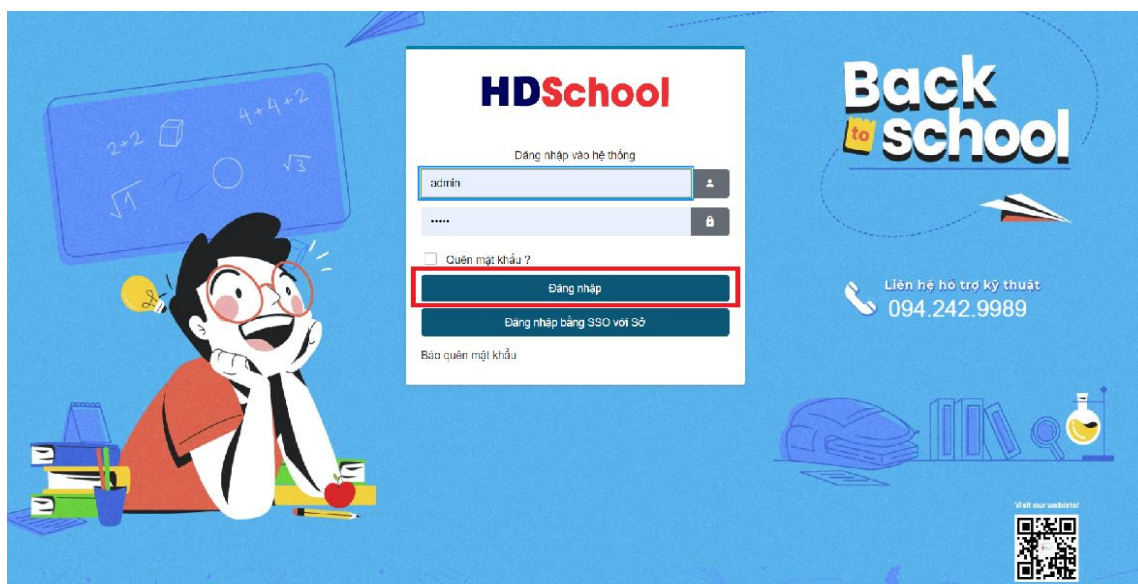 HDSchool
Đăng nhập vào hệ thống
admin
•••••
Quên mật khẩu ?
Đăng nhập
Đăng nhập bằng SSO với Sở
Báo quên mật khẩu
2+2
4+4+2
√1
√3
Back
to
school
Liên hệ hỗ trợ kỹ thuật
094.242.9989
Visit our webiste!